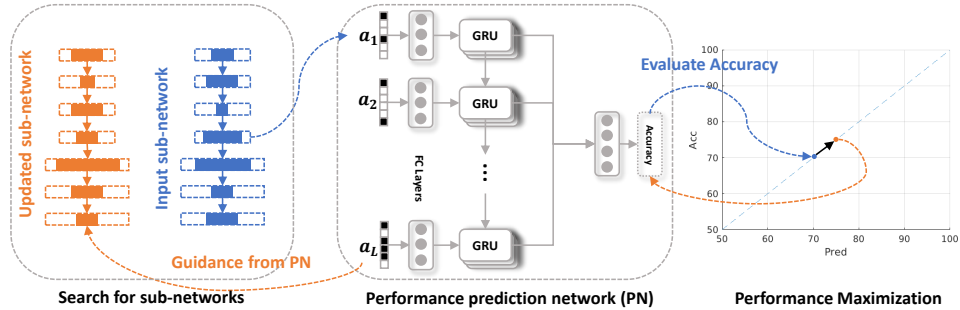 Updated sub-network
Input sub-network
Guidance from PN
Search for sub-networks
a1
a2
aL
FC Layers
GRU
GRU
...
GRU
Accuracy
Performance prediction network (PN)
Evaluate Accuracy
Acc
100
90
80
70
60
50
50
60
70
80
90
100
Pred
Performance Maximization